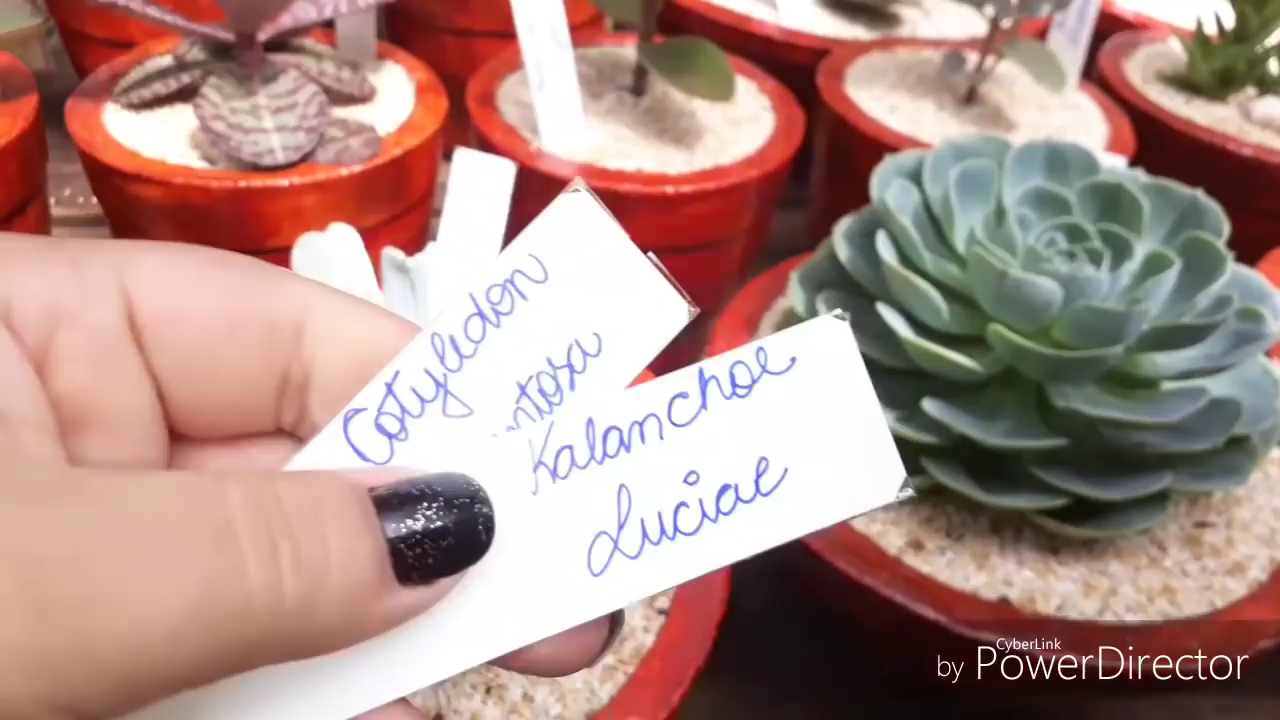 Cotyledon
ntosa
Kalanchoe
Luciae
CyberLink
by PowerDirector